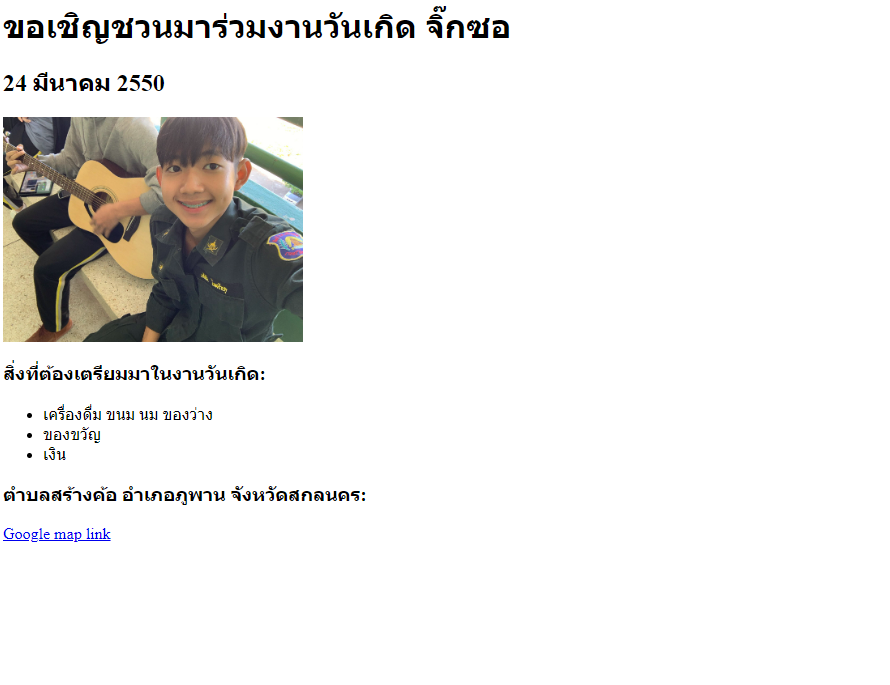 ขอเชิญชวนมาร่วมงานวันเกิด จิ๊กซอ
24 มีนาคม 2550
สิ่งที่ต้องเตรียมมาในงานวันเกิด:
เครื่องดื่ม ขนม นม ของว่าง
ของขวัญ
เงิน
ตำบลสร้างค้อ อำเภอภูพาน จังหวัดสกลนคร:
Google map link